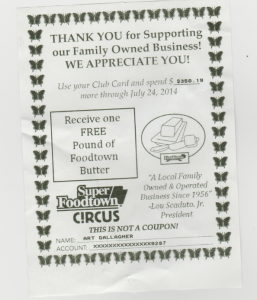 THANK YOU for Supporting
our Family Owned Business!
WE APPRECIATE YOU!
Use your Club Card and spend $
more through July 24, 2014
Receive one
FREE
Pound of
Foodtown
Butter
"A Local Family
Owned & Operated
Business Since 1956"
-Lou Scaduto, Jr.
President
Super
Foodtown
CIRCUS
THIS IS NOT A COUPON!
NAME: ART GALLAGHER
ACCOUNT: